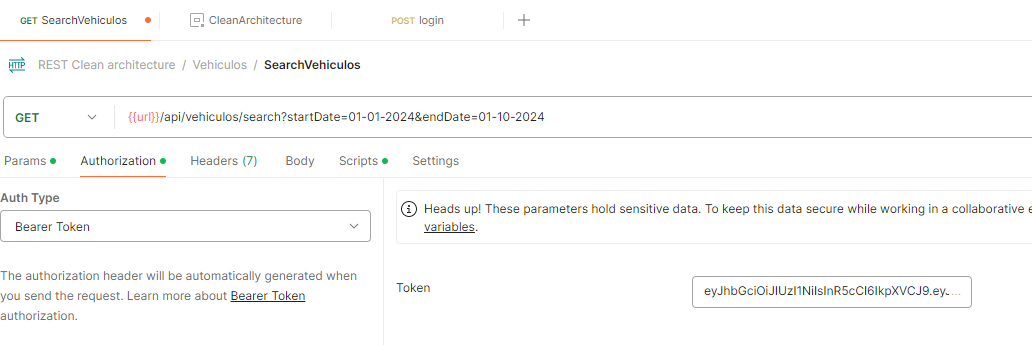 GET SearchVehiculos
CleanArchitecture
POST login
HTTP REST Clean architecture / Vehiculos / SearchVehiculos
GET {{url}}/api/vehiculos/search?startDate=01-01-2024&endDate=01-10-2024
Params Authorization Headers (7) Body Scripts Settings
Auth Type
Bearer Token
The authorization header will be automatically generated when
you send the request. Learn more about Bearer Token
authorization.
Heads up! These parameters hold sensitive data. To keep this data secure while working in a collaborative e
variables.
Token
eyJhbGciOiJIUzI1NiIsInR5cCI6IkpXVCJ9.eyJ...